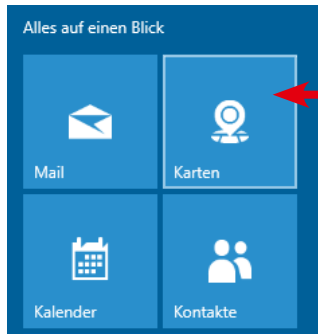 Alles auf einen Blick
Mail
Karten
Kalender
Kontakte